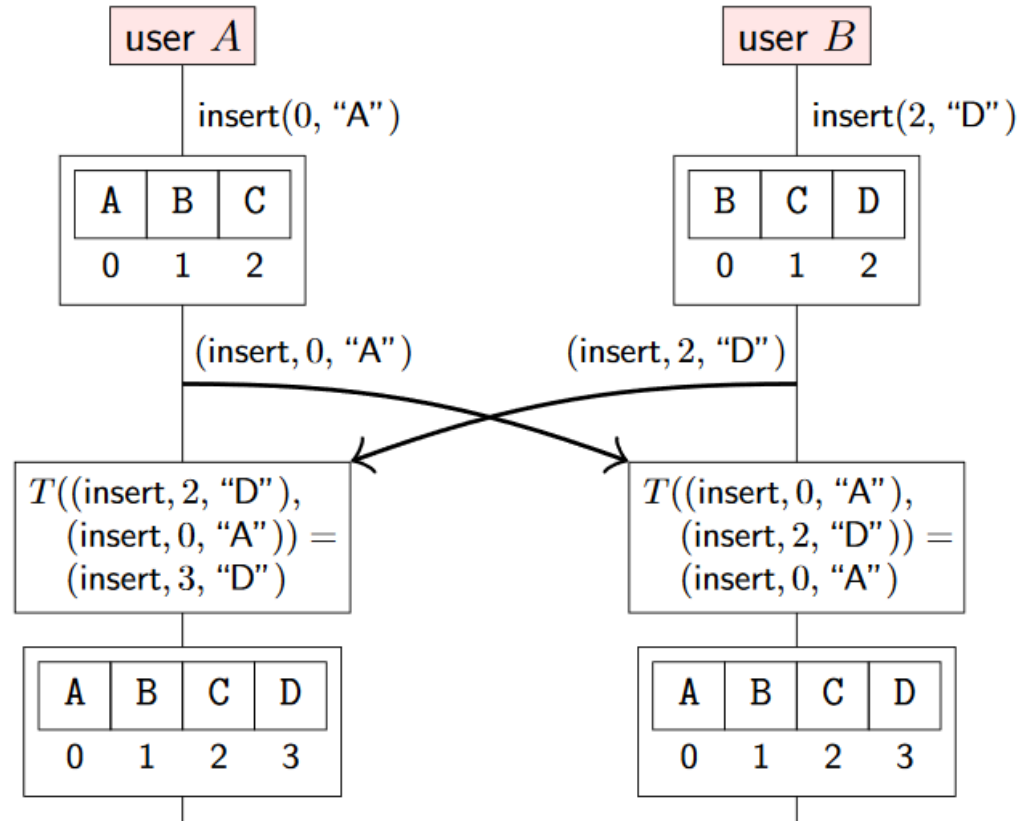 user A
user B
insert(0, “A”)
insert(2, “D”)
A B C
0 1 2
B C D
0 1 2
(insert, 0, “A”)
(insert, 2, “D”)
T((insert, 2, “D”),
(insert, 0, “A”)) =
(insert, 3, “D”)
T((insert, 0, “A”),
(insert, 2, “D”)) =
(insert, 0, “A”)
A B C D
0 1 2 3
A B C D
0 1 2 3